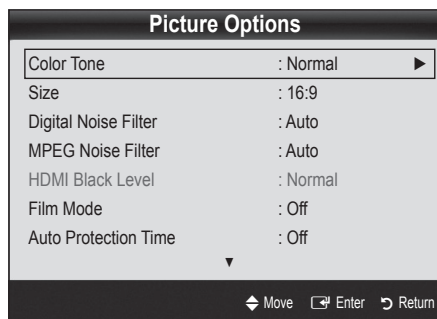 Picture Options
Color Tone : Normal ►
Size : 16:9
Digital Noise Filter : Auto
MPEG Noise Filter : Auto
HDMI Black Level : Normal
Film Mode : Off
Auto Protection Time : Off
▼
Move Enter Return